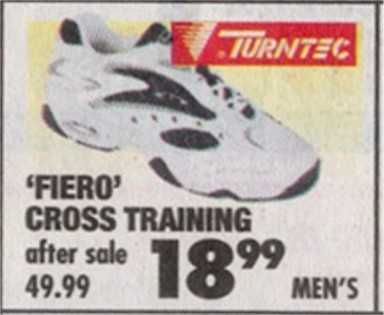 TURNTEC
'FIERO'
CROSS TRAINING
after sale
49.99
18 99
MEN'S